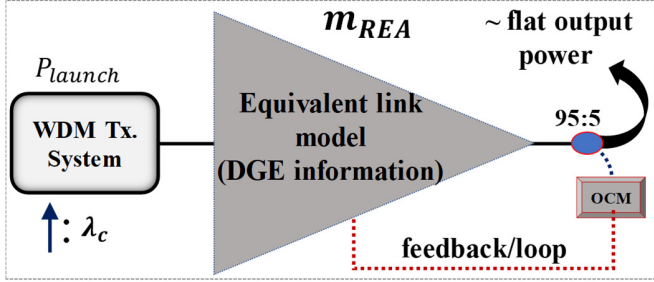 m_REA
~ flat output
power
P_launch
WDM Tx.
System
Equivalent link
model
(DGE information)
95:5
OCM
: λ_c
feedback/loop